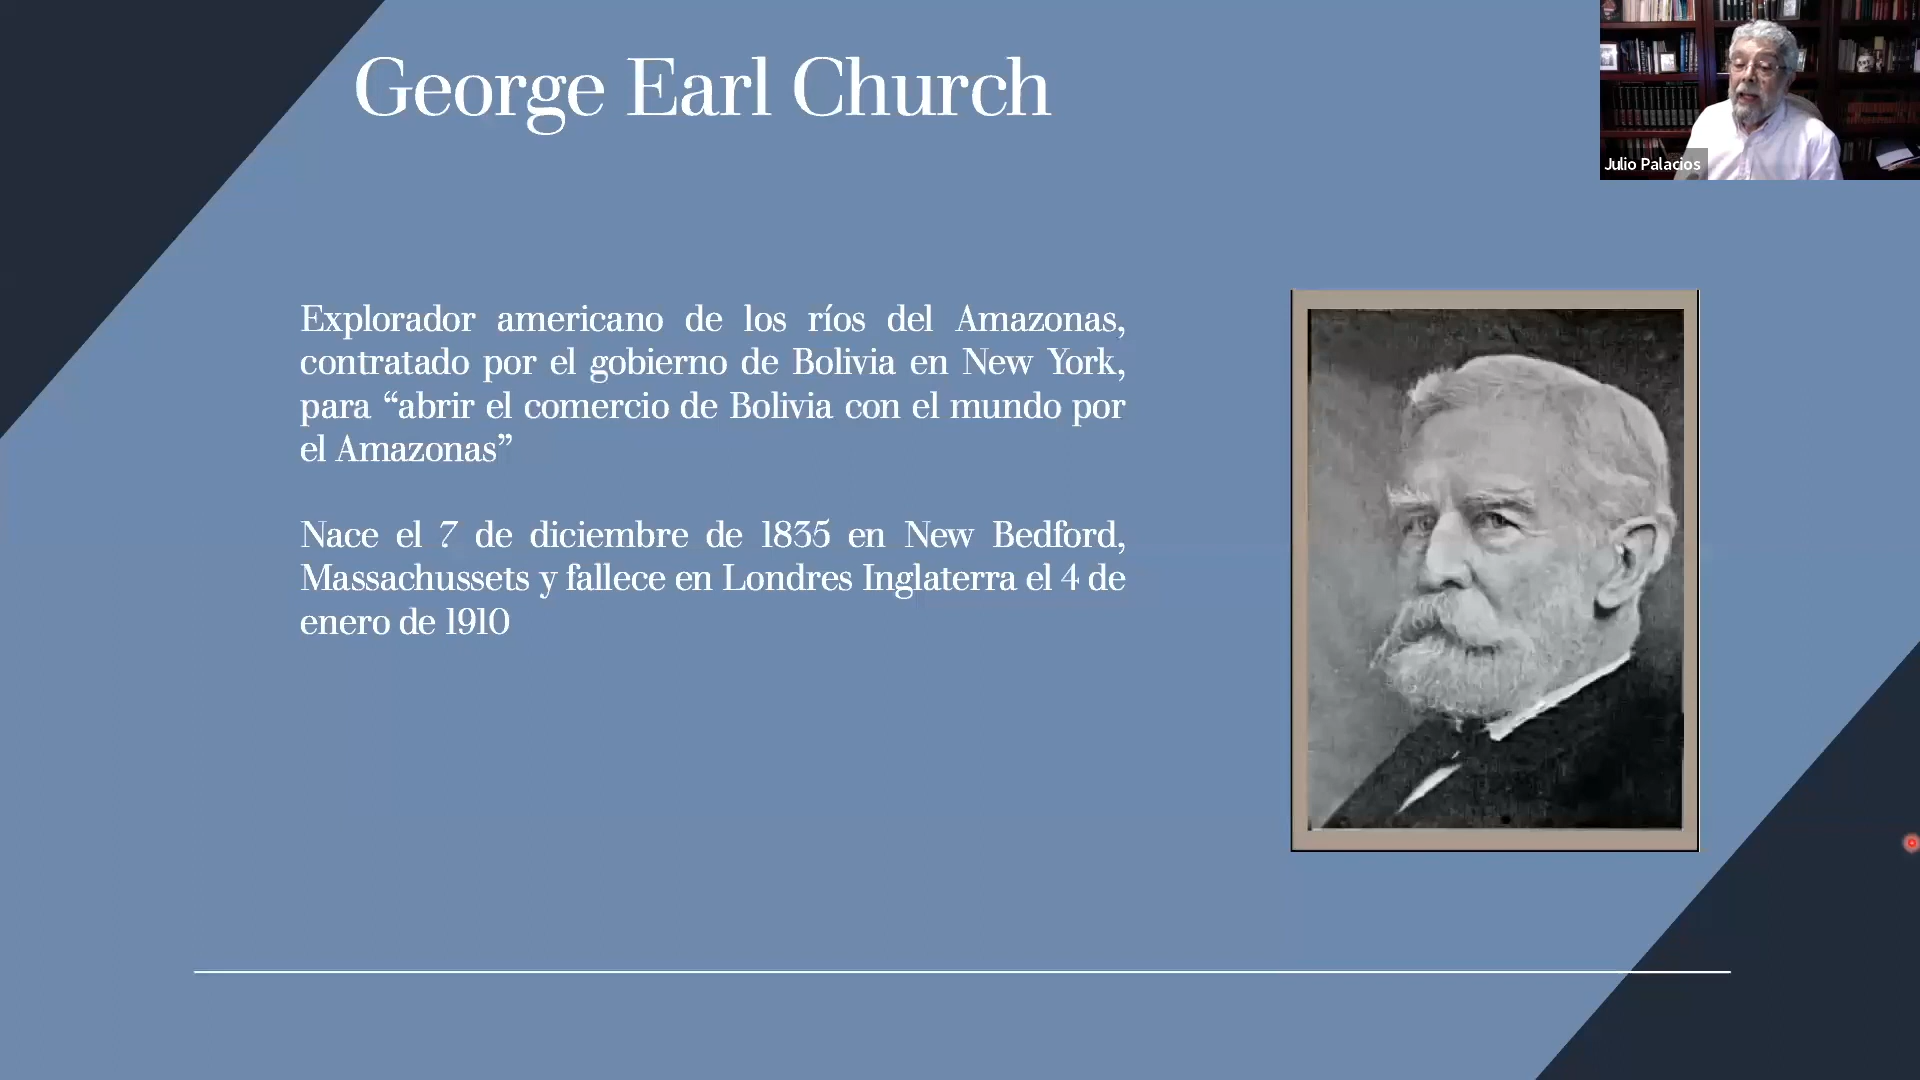 George Earl Church
Julio Palacios
Explorador americano de los ríos del Amazonas,
contratado por el gobierno de Bolivia en New York,
para “abrir el comercio de Bolivia con el mundo por
el Amazonas”
Nace el 7 de diciembre de 1835 en New Bedford,
Massachussets y fallece en Londres Inglaterra el 4 de
enero de 1910